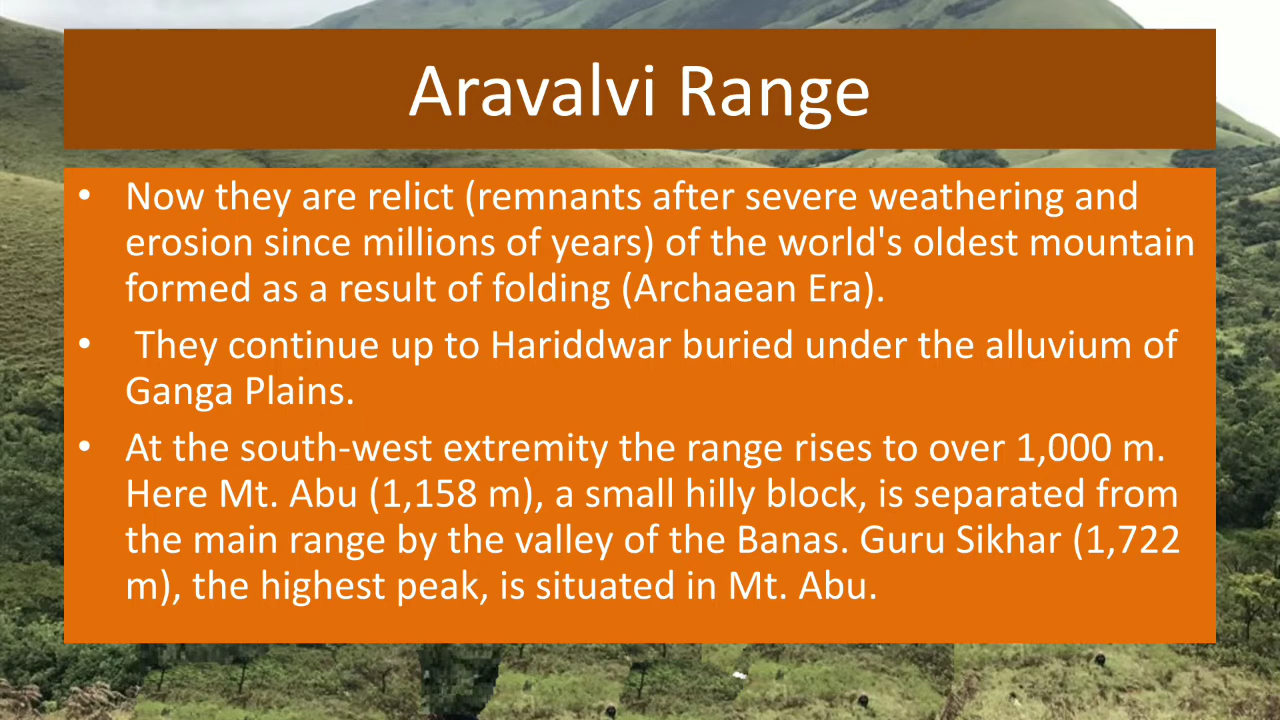 Aravalvi Range
• Now they are relict (remnants after severe weathering and
erosion since millions of years) of the world's oldest mountain
formed as a result of folding (Archaean Era).
• They continue up to Hariddwar buried under the alluvium of
Ganga Plains.
• At the south-west extremity the range rises to over 1,000 m.
Here Mt. Abu (1,158 m), a small hilly block, is separated from
the main range by the valley of the Banas. Guru Sikhar (1,722
m), the highest peak, is situated in Mt. Abu.